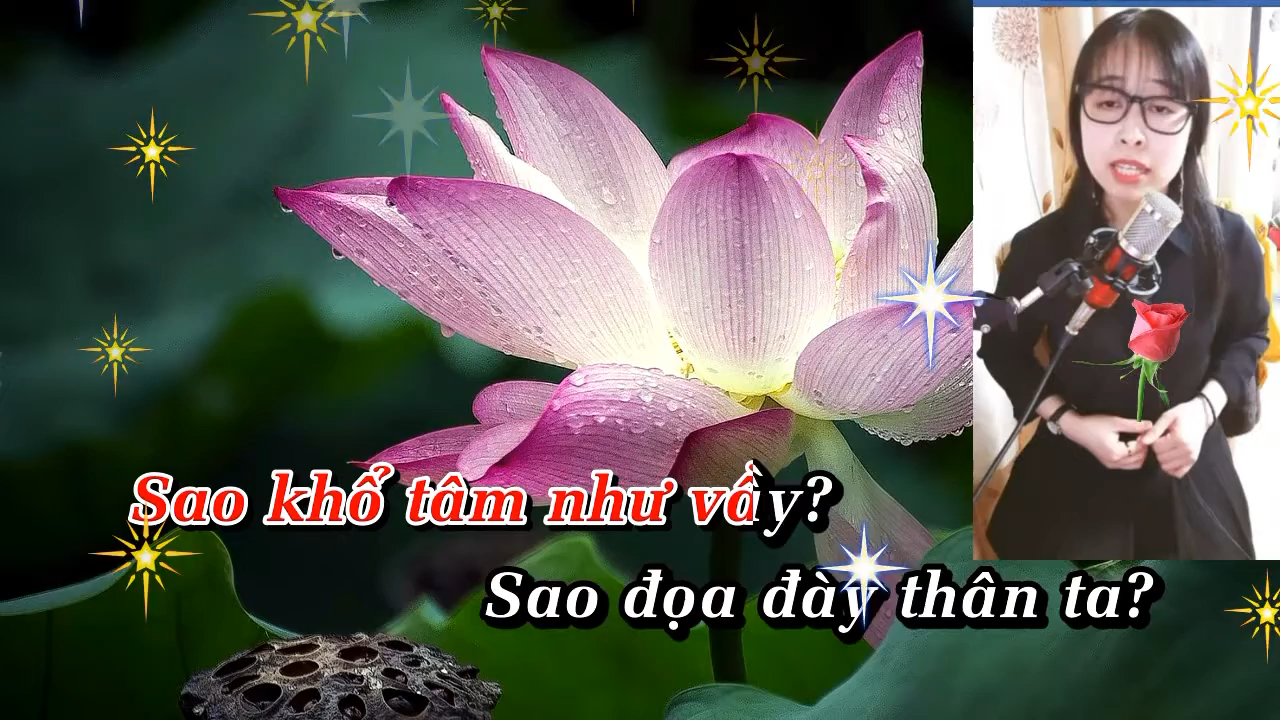 Sao khổ tâm như vầy?
Sao đọa đày thân ta?